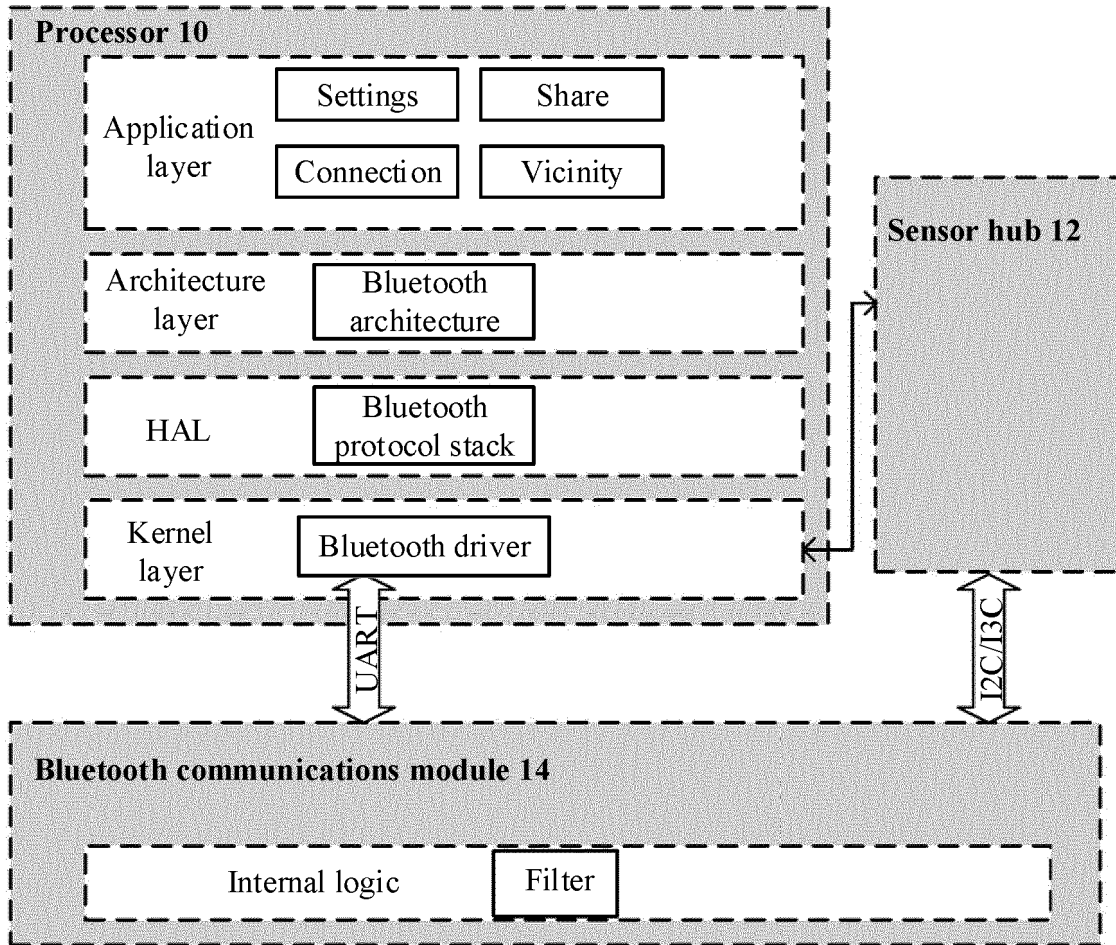 Processor 10
Settings
Share
Application
layer
Connection
Vicinity
Sensor hub 12
Architecture
layer
Bluetooth
architecture
HAL
Bluetooth
protocol stack
Kernel
layer
Bluetooth driver
UART
I2C/I3C
Bluetooth communications module 14
Internal logic
Filter